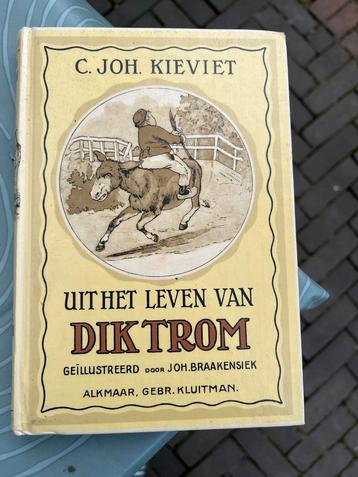 C. JOH. KIEVIET
UIT HET LEVEN VAN
DIK TROM
GEÏLLUSTREERD DOOR JOH. BRAAKENSIEK
ALKMAAR, GEBR. KLUITMAN.